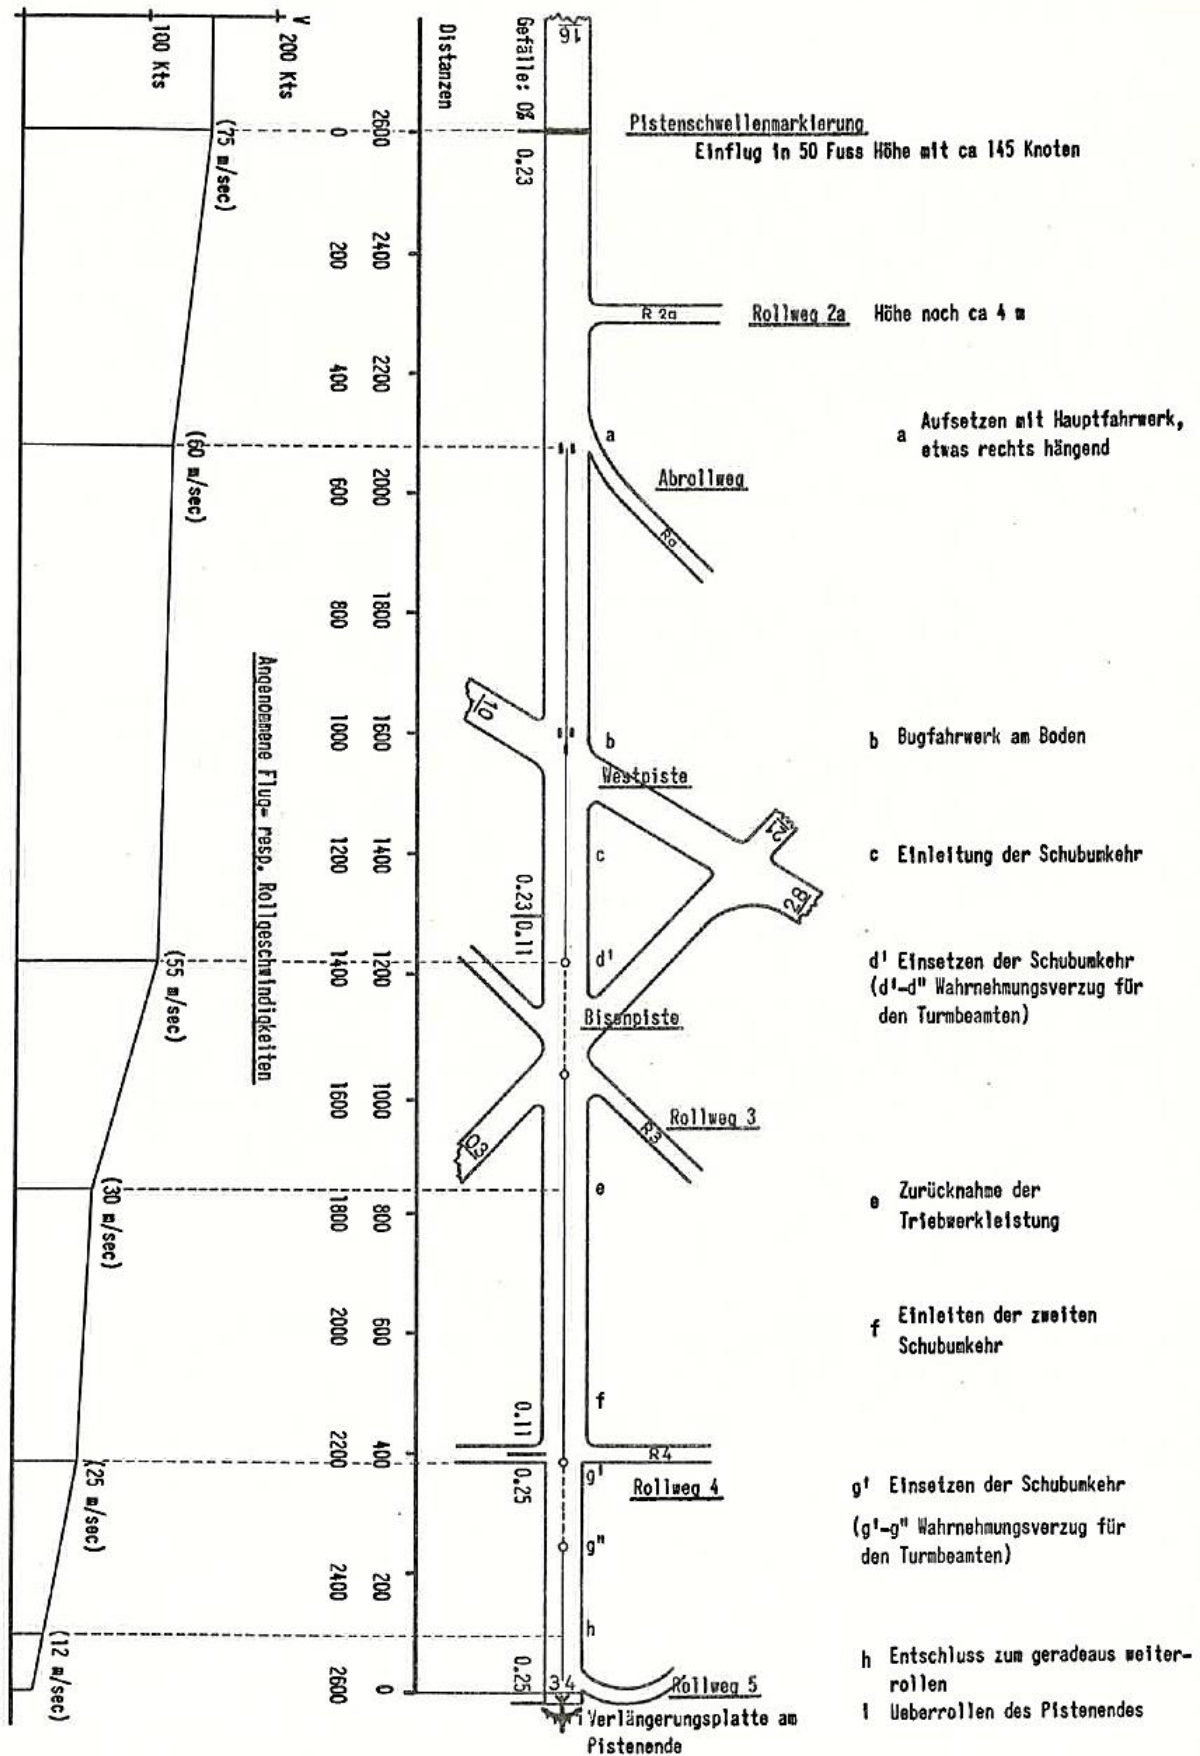 V
200 Kts
100 Kts
(75 m/sec)
(60 m/sec)
(55 m/sec)
(30 m/sec)
(25 m/sec)
(12 m/sec)
Angenommene Flug- resp. Rollgeschwindigkeiten
0
200
400
600
800
1000
1200
1400
1600
1800
2000
2200
2400
2600
2600
2400
2200
2000
1800
1600
1400
1200
1000
800
600
400
200
0
Distanzen
Gefälle: 0%
0.23
0.23
0.11
0.11
0.25
0.25
16
Pistenschwellenmarkierung
Einflug in 50 Fuss Höhe mit ca 145 Knoten
R 2a
Rollweg 2a
Höhe noch ca 4 m
a
Abrollweg
Ra
a Aufsetzen mit Hauptfahrwerk,
etwas rechts hängend
10
b
Westpiste
b Bugfahrwerk am Boden
21
28
c
c Einleitung der Schubumkehr
d'
d' Einsetzen der Schubumkehr
(d'-d" Wahrnehmungsverzug für
den Turmbeamten)
Bisenpiste
Rollweg 3
R3
03
e
e Zurücknahme der
Triebwerkleistung
f
f Einleiten der zweiten
Schubumkehr
R4
g'
Rollweg 4
g' Einsetzen der Schubumkehr
(g'-g" Wahrnehmungsverzug für
den Turmbeamten)
g"
h
h Entschluss zum geradeaus weiter-
rollen
34
Rollweg 5
i Ueberrollen des Pistenendes
i Verlängerungsplatte am
Pistenende